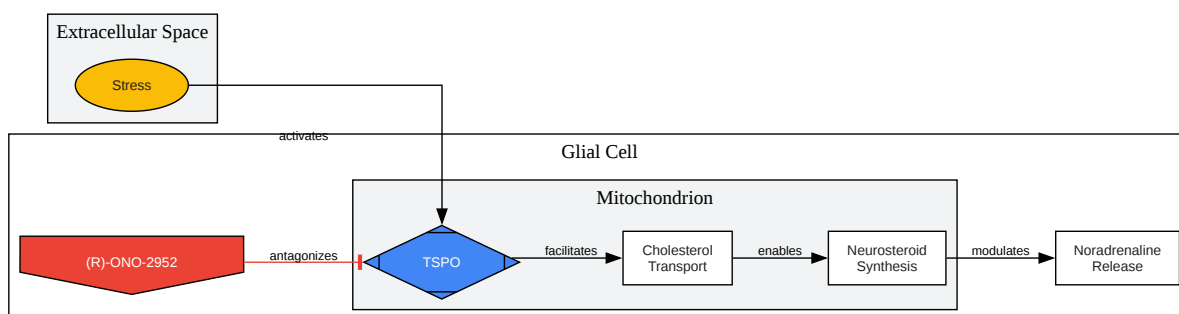 Extracellular Space
Stress
activates
Glial Cell
Mitochondrion
(R)-ONO-2952
antagonizes
TSPO
facilitates
Cholesterol
Transport
enables
Neurosteroid
Synthesis
modulates
Noradrenaline
Release